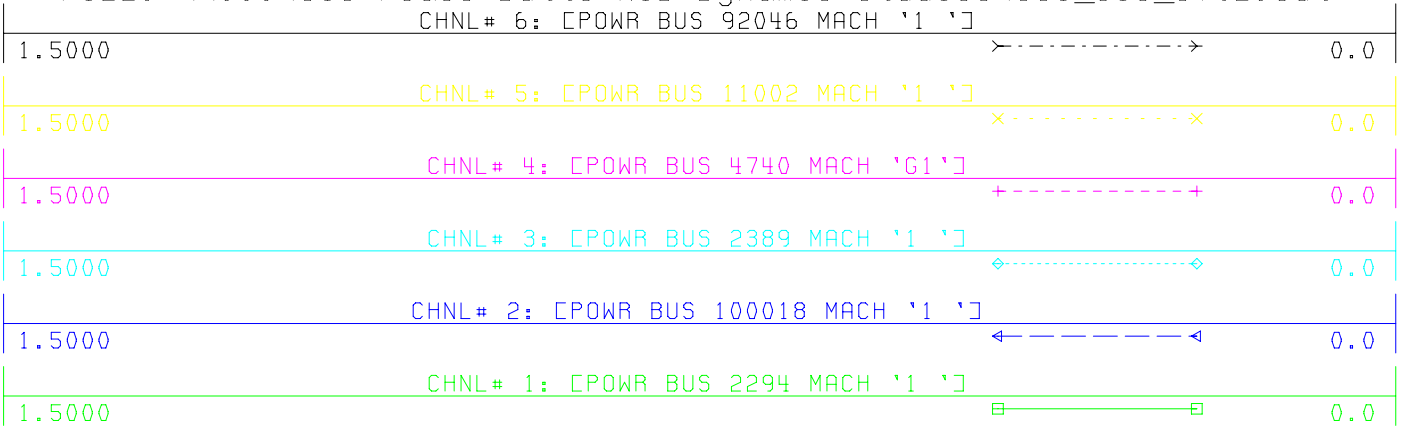 CHNL# 6: [POWR BUS 92046 MACH '1 ']
1.5000 0.0
CHNL# 5: [POWR BUS 11002 MACH '1 ']
1.5000 0.0
CHNL# 4: [POWR BUS 4740 MACH 'G1']
1.5000 0.0
CHNL# 3: [POWR BUS 2389 MACH '1 ']
1.5000 0.0
CHNL# 2: [POWR BUS 100018 MACH '1 ']
1.5000 0.0
CHNL# 1: [POWR BUS 2294 MACH '1 ']
1.5000 0.0